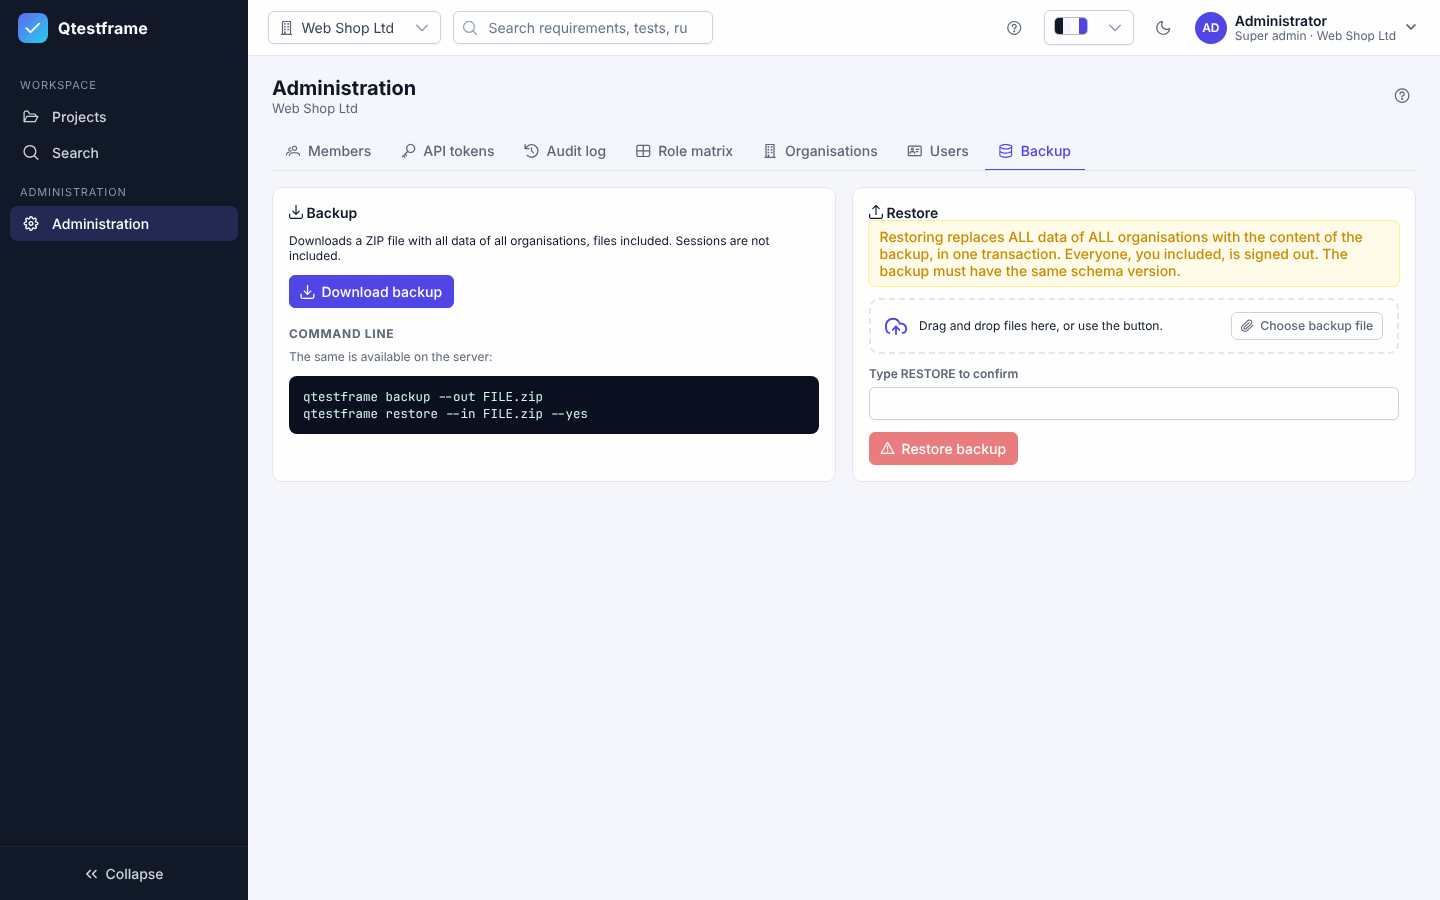 Qtestframe
Web Shop Ltd
Search requirements, tests, ru
AD
Administrator
Super admin · Web Shop Ltd
WORKSPACE
Projects
Search
ADMINISTRATION
Administration
Collapse
Administration
Web Shop Ltd
Members
API tokens
Audit log
Role matrix
Organisations
Users
Backup
Backup
Downloads a ZIP file with all data of all organisations, files included. Sessions are not
included.
Download backup
COMMAND LINE
The same is available on the server:
qtestframe backup --out FILE.zip
qtestframe restore --in FILE.zip --yes
Restore
Restoring replaces ALL data of ALL organisations with the content of the
backup, in one transaction. Everyone, you included, is signed out. The
backup must have the same schema version.
Drag and drop files here, or use the button.
Choose backup file
Type RESTORE to confirm
Restore backup